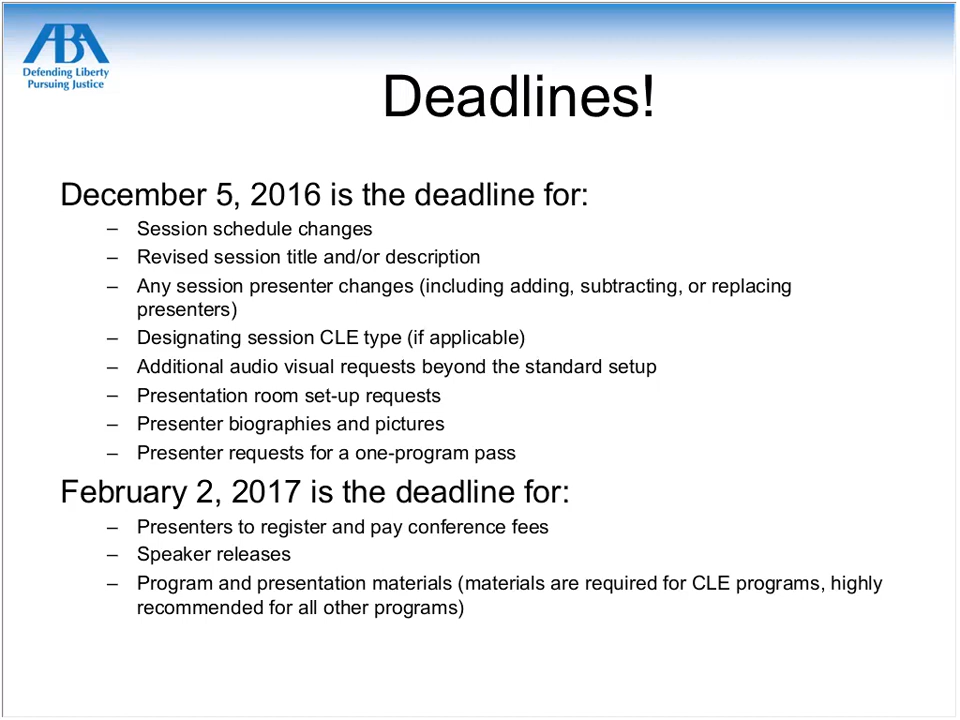 ABA
Defending Liberty
Pursuing Justice
Deadlines!
December 5, 2016 is the deadline for:
– Session schedule changes
– Revised session title and/or description
– Any session presenter changes (including adding, subtracting, or replacing
presenters)
– Designating session CLE type (if applicable)
– Additional audio visual requests beyond the standard setup
– Presentation room set-up requests
– Presenter biographies and pictures
– Presenter requests for a one-program pass
February 2, 2017 is the deadline for:
– Presenters to register and pay conference fees
– Speaker releases
– Program and presentation materials (materials are required for CLE programs, highly
recommended for all other programs)